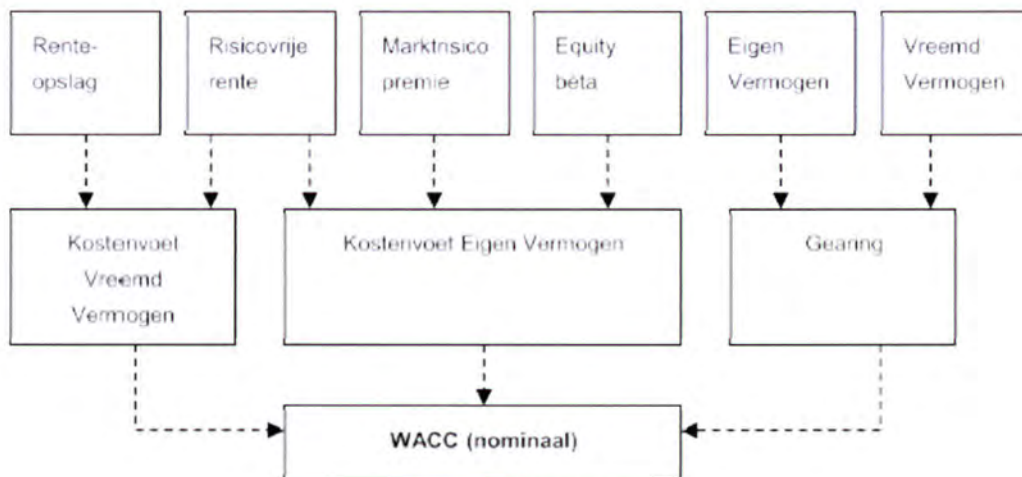 Rente-
opslag
Risicovrije
rente
Marktrisico
premie
Equity
bèta
Eigen
Vermogen
Vreemd
Vermogen
Kostenvoet
Vreemd
Vermogen
Kostenvoet Eigen Vermogen
Gearing
WACC (nominaal)